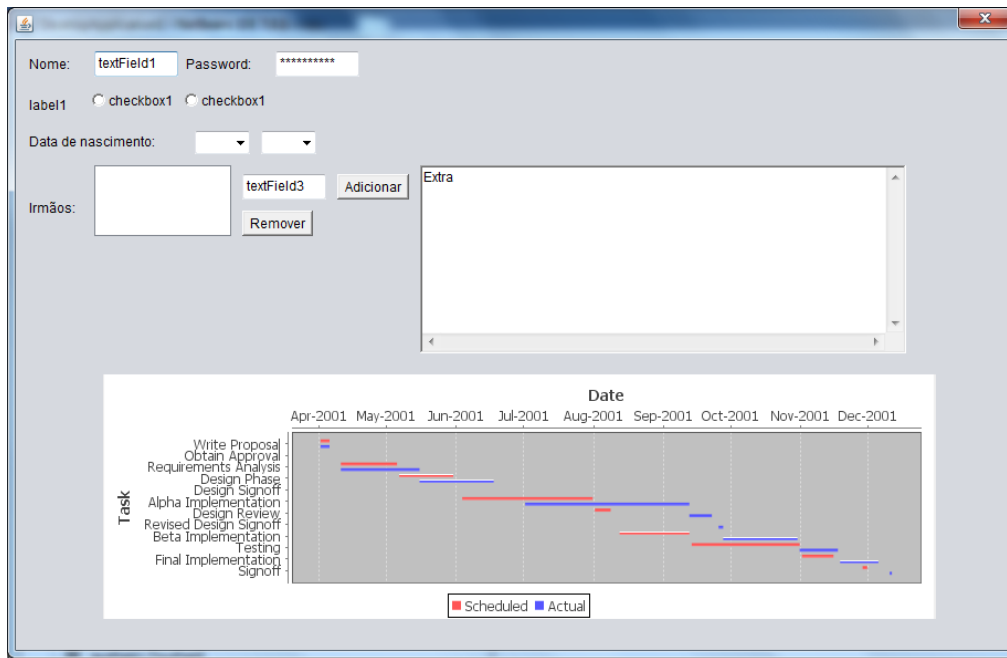 Nome: textField1 Password: **********
label1 checkbox1 checkbox1
Data de nascimento:
Irmãos: textField3 Adicionar
Remover
Extra
Date
Apr-2001 May-2001 Jun-2001 Jul-2001 Aug-2001 Sep-2001 Oct-2001 Nov-2001 Dec-2001
Task
Write Proposal
Obtain Approval
Requirements Analysis
Design Phase
Design Signoff
Alpha Implementation
Design Review
Revised Design Signoff
Beta Implementation
Testing
Final Implementation
Signoff
Scheduled Actual